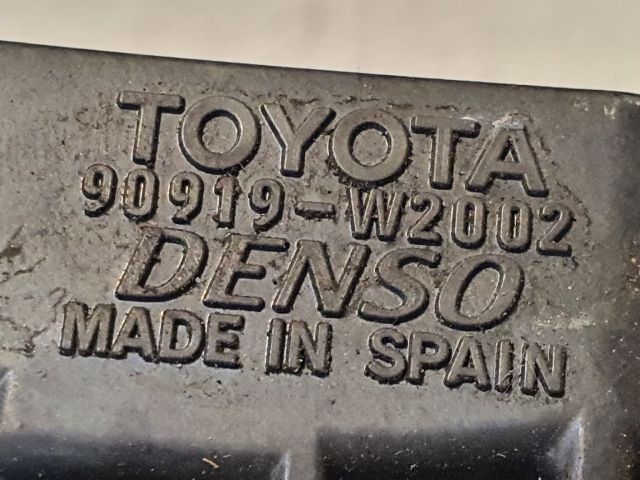 TOYOTA
90919-W2002
DENSO
MADE IN SPAIN